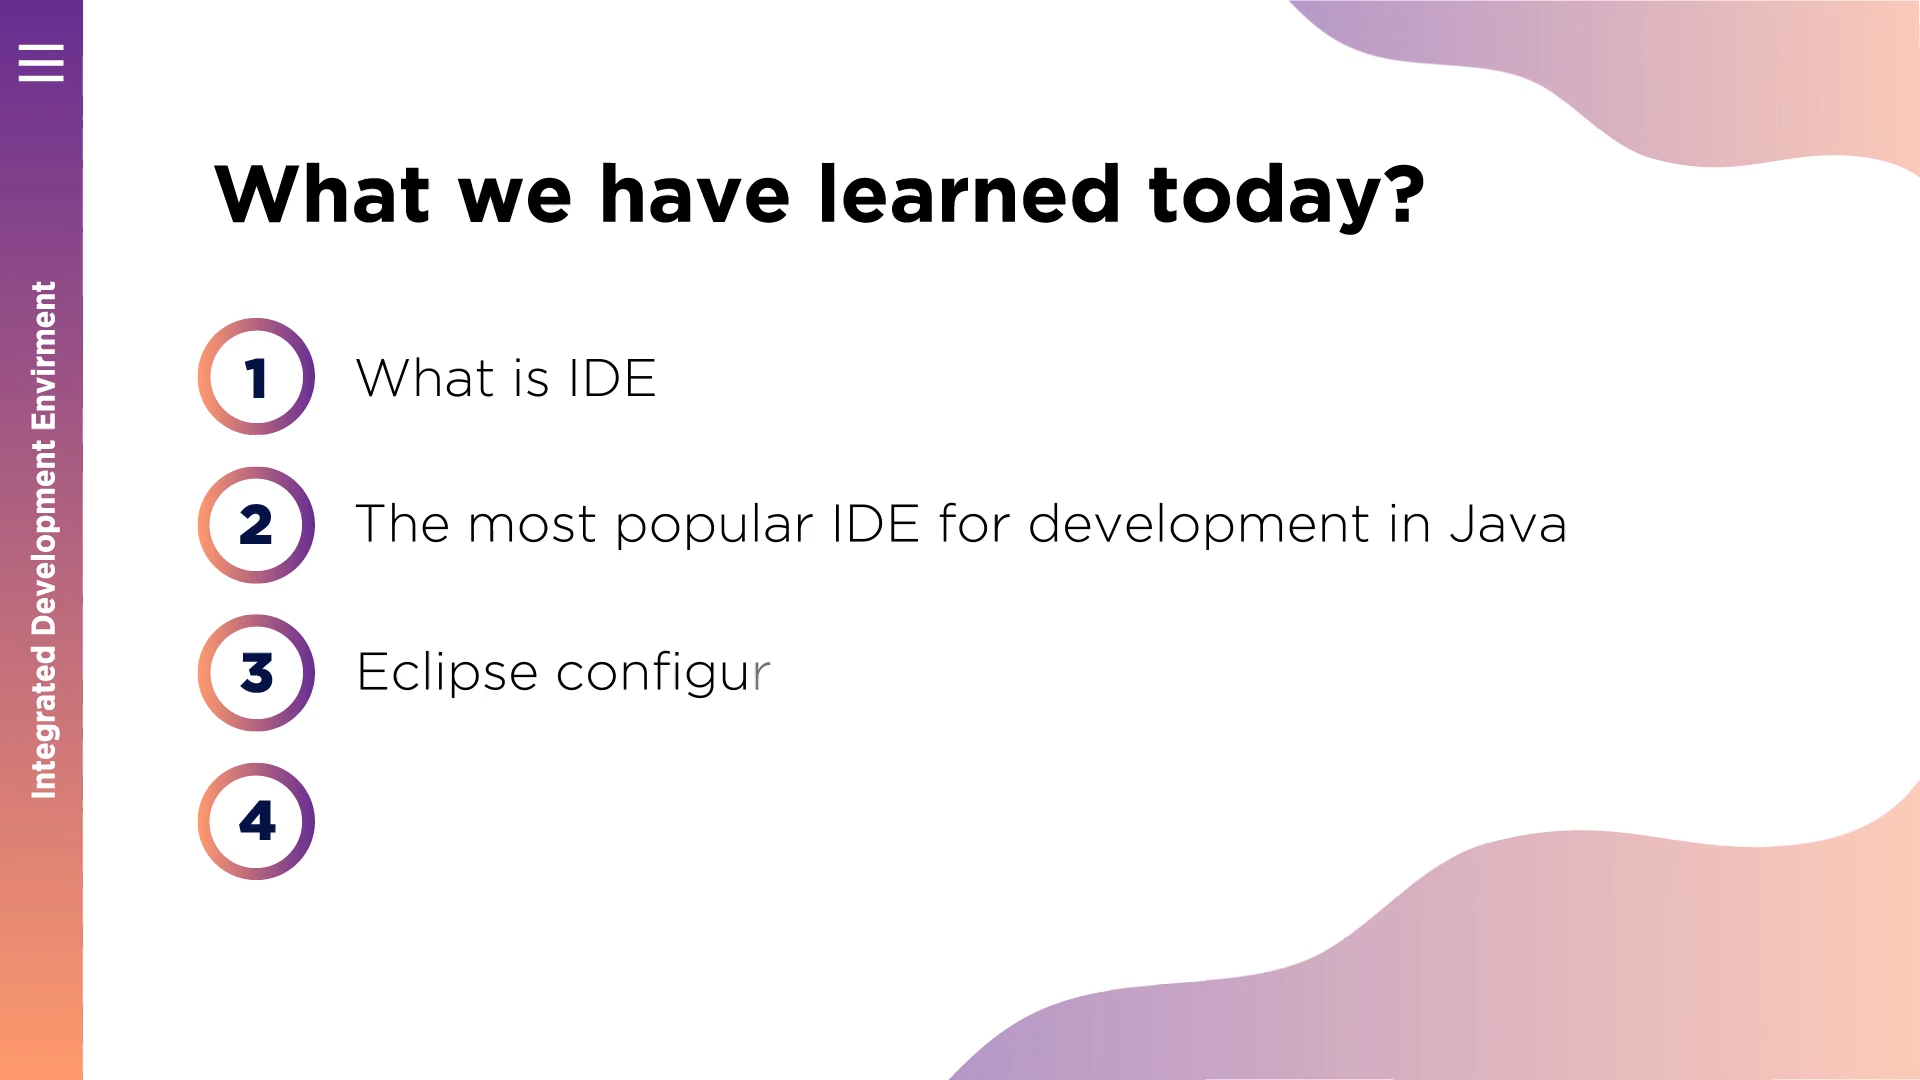 Integrated Development Envirment
What we have learned today?
1 What is IDE
2 The most popular IDE for development in Java
3 Eclipse configur
4